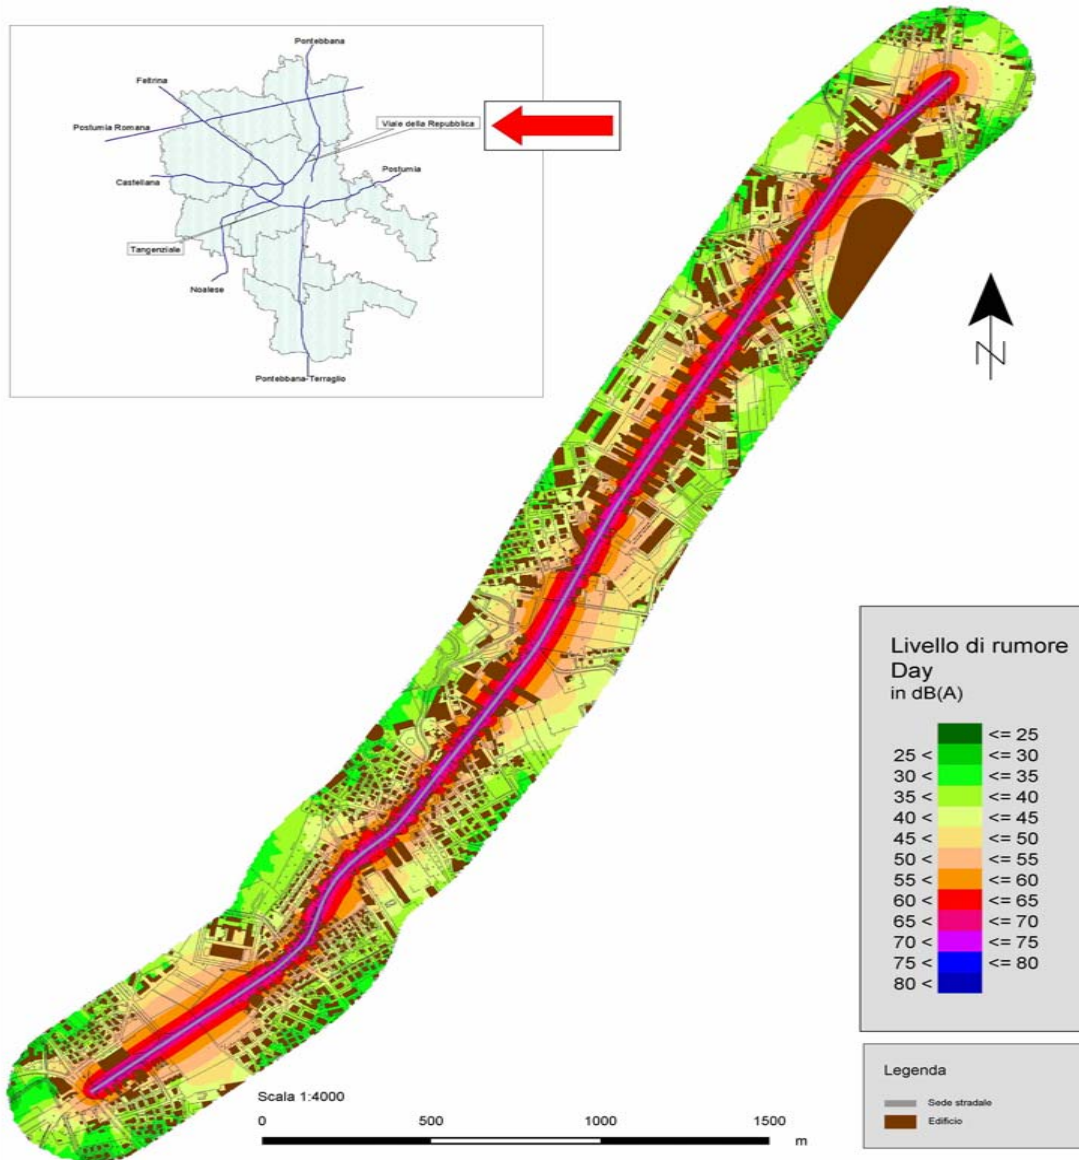 Pontebbana
Feltrina
Postumia Romana
Viale della Repubblica
Castellana
Postumia
Tangenziale
Noalese
Pontebbana-Terraglio
N
Livello di rumore
Day
in dB(A)
<= 25
25 < <= 30
30 < <= 35
35 < <= 40
40 < <= 45
45 < <= 50
50 < <= 55
55 < <= 60
60 < <= 65
65 < <= 70
70 < <= 75
75 < <= 80
80 <
Legenda
Sede stradale
Edificio
Scala 1:4000
0 500 1000 1500
m